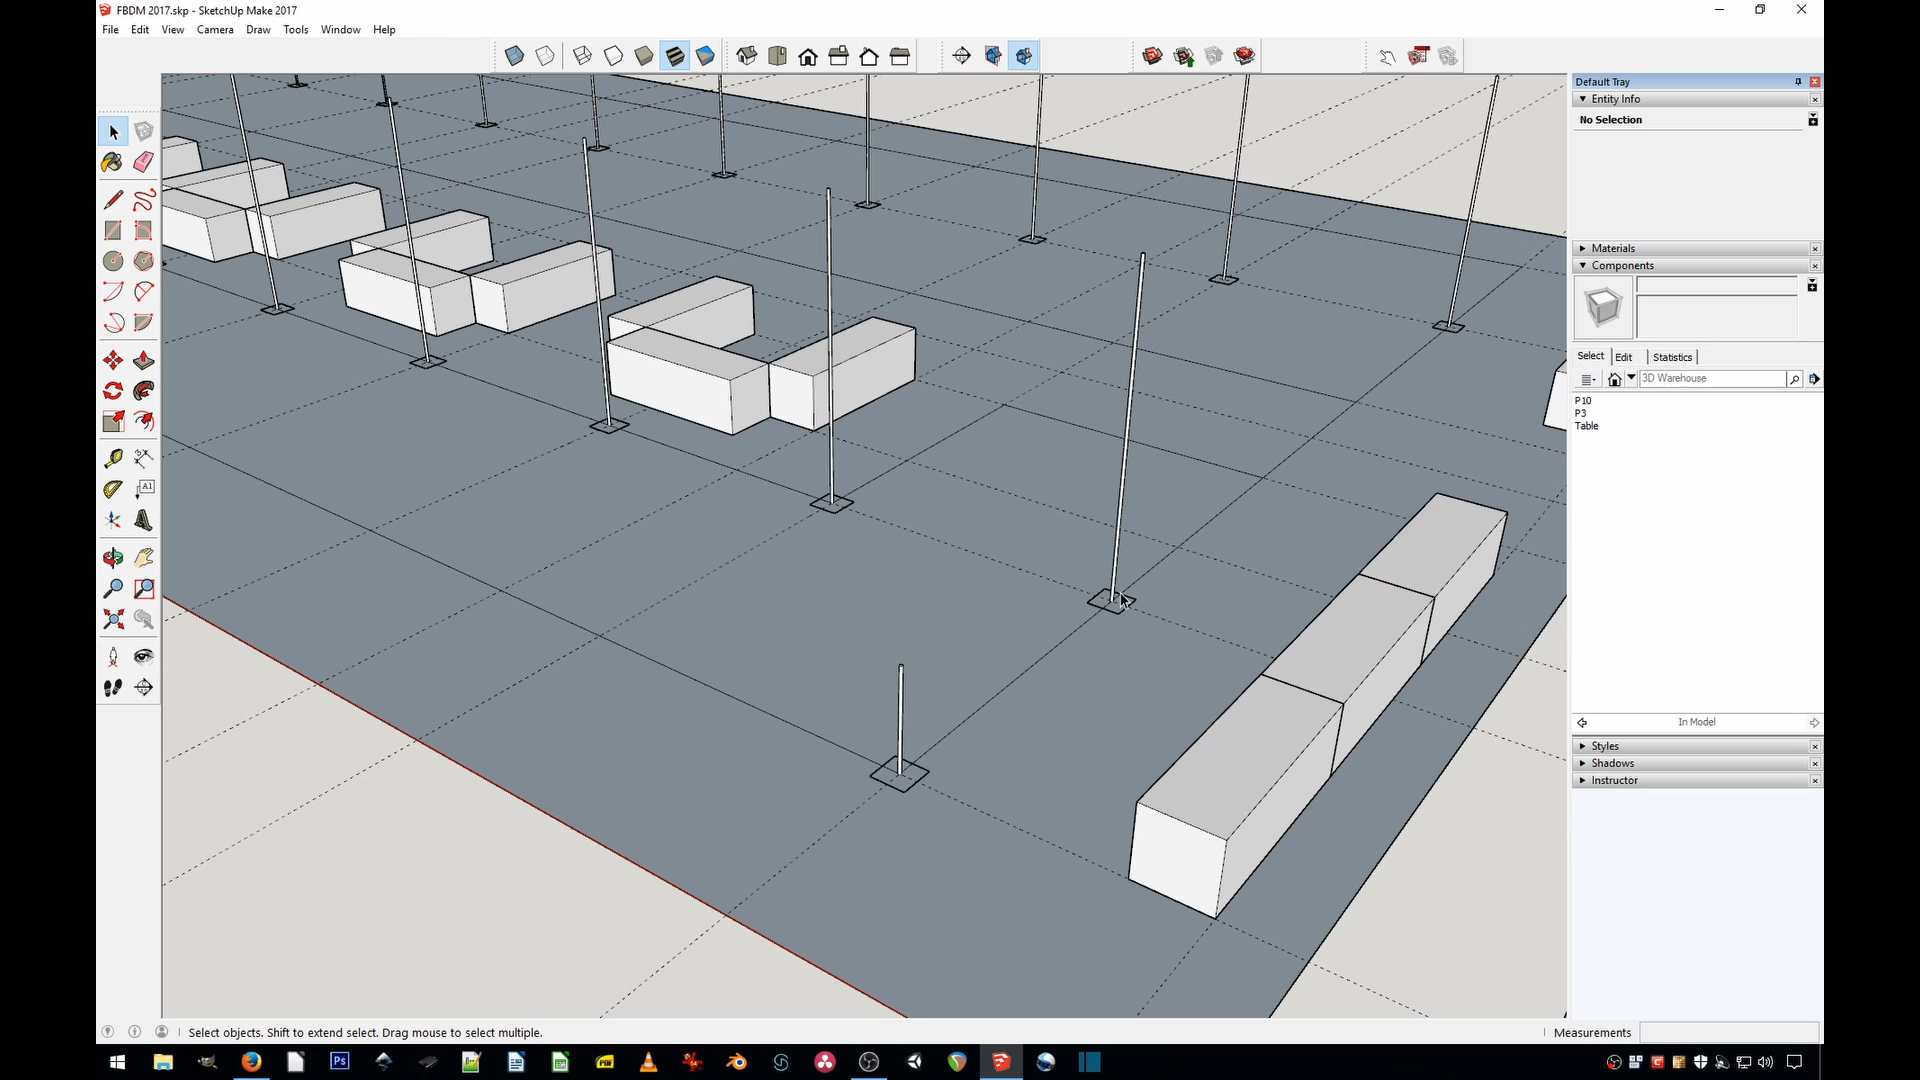 FBDM 2017.skp - SketchUp Make 2017
File Edit View Camera Draw Tools Window Help
Default Tray
Entity Info
No Selection
Materials
Components
Select Edit Statistics
3D Warehouse
P10
P3
Table
In Model
Styles
Shadows
Instructor
A1
Select objects. Shift to extend select. Drag mouse to select multiple.
Measurements
Ps